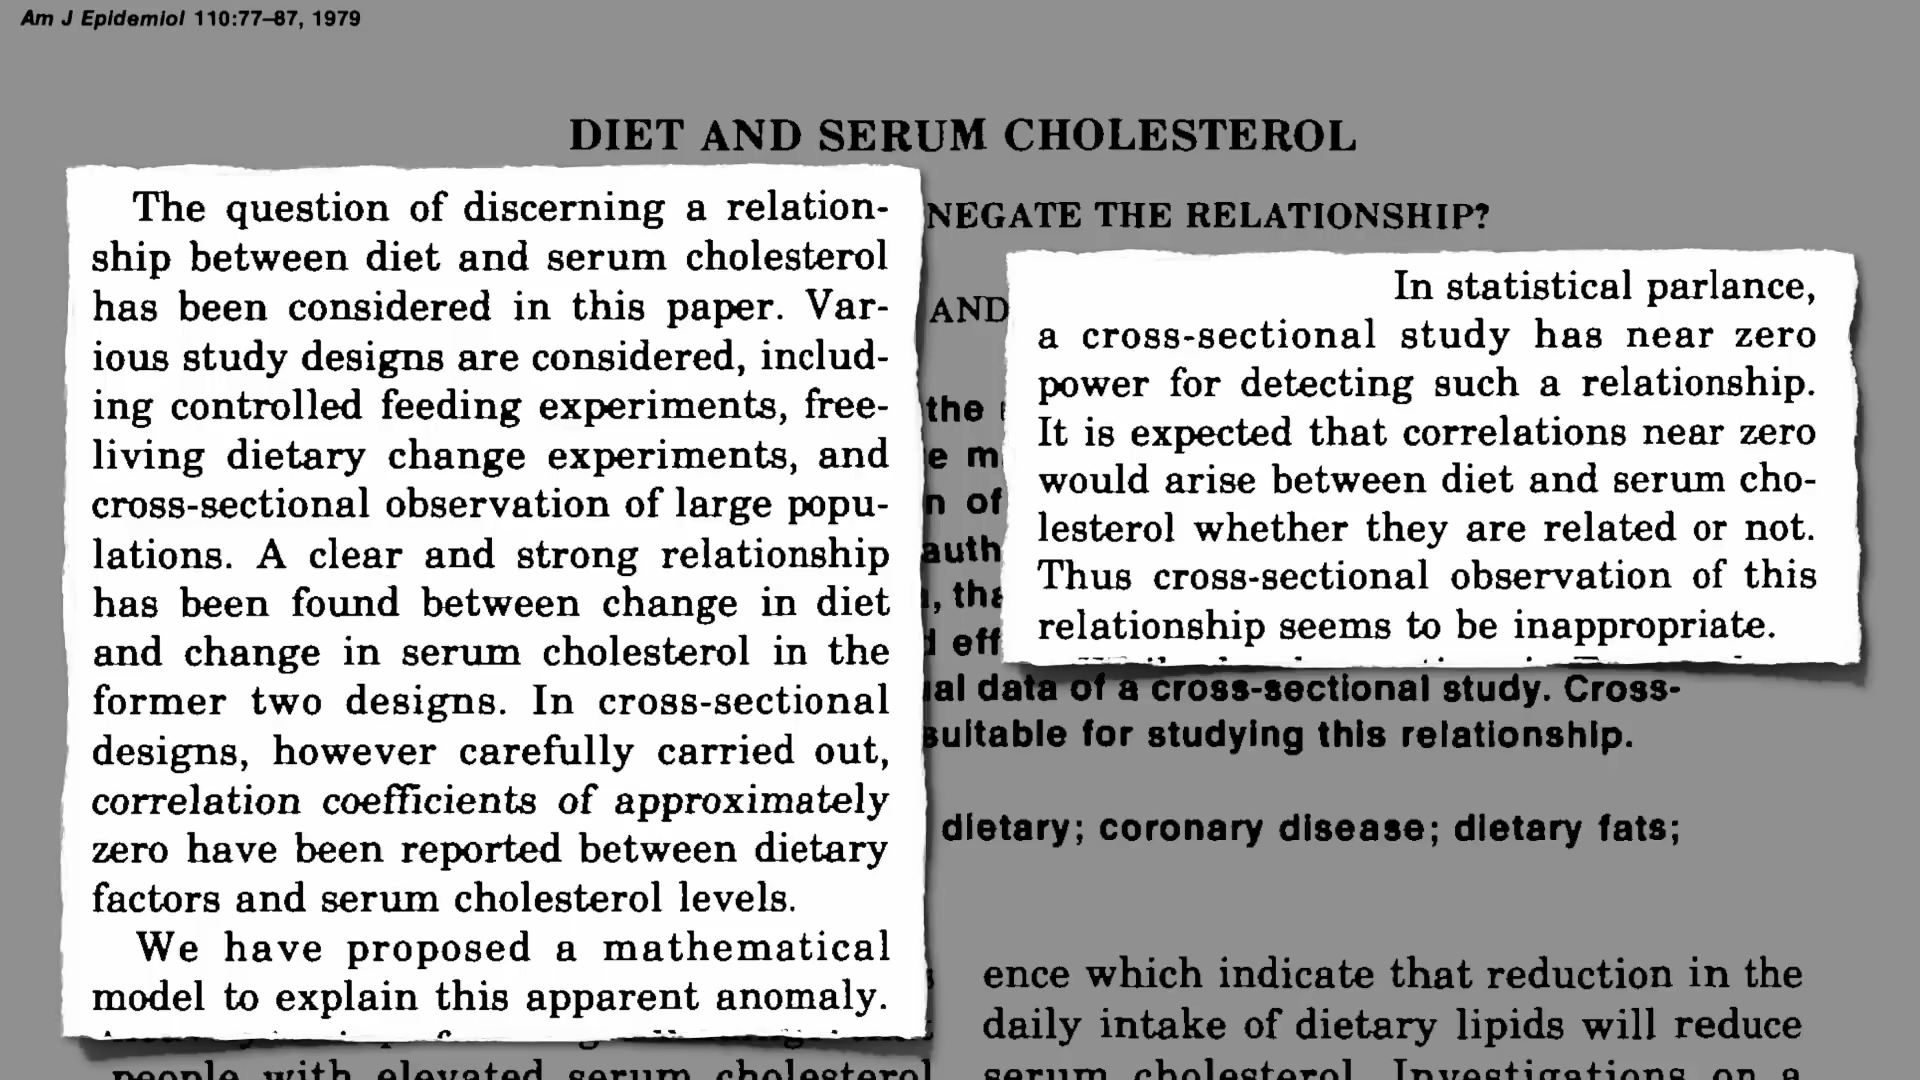 Am J Epidemiol 110:77–87, 1979
DIET AND SERUM CHOLESTEROL
NEGATE THE RELATIONSHIP?
AND
The question of discerning a relation-
ship between diet and serum cholesterol
has been considered in this paper. Var-
ious study designs are considered, includ-
ing controlled feeding experiments, free-
living dietary change experiments, and
cross-sectional observation of large popu-
lations. A clear and strong relationship
has been found between change in diet
and change in serum cholesterol in the
former two designs. In cross-sectional
designs, however carefully carried out,
correlation coefficients of approximately
zero have been reported between dietary
factors and serum cholesterol levels.
We have proposed a mathematical
model to explain this apparent anomaly.
In statistical parlance,
a cross-sectional study has near zero
power for detecting such a relationship.
It is expected that correlations near zero
would arise between diet and serum cho-
lesterol whether they are related or not.
Thus cross-sectional observation of this
relationship seems to be inappropriate.
the
of
data of a cross-sectional study. Cross-
suitable for studying this relationship.
dietary; coronary disease; dietary fats;
people with elevated serum cholesterol
ence which indicate that reduction in the
daily intake of dietary lipids will reduce
serum cholesterol. Investigations on a